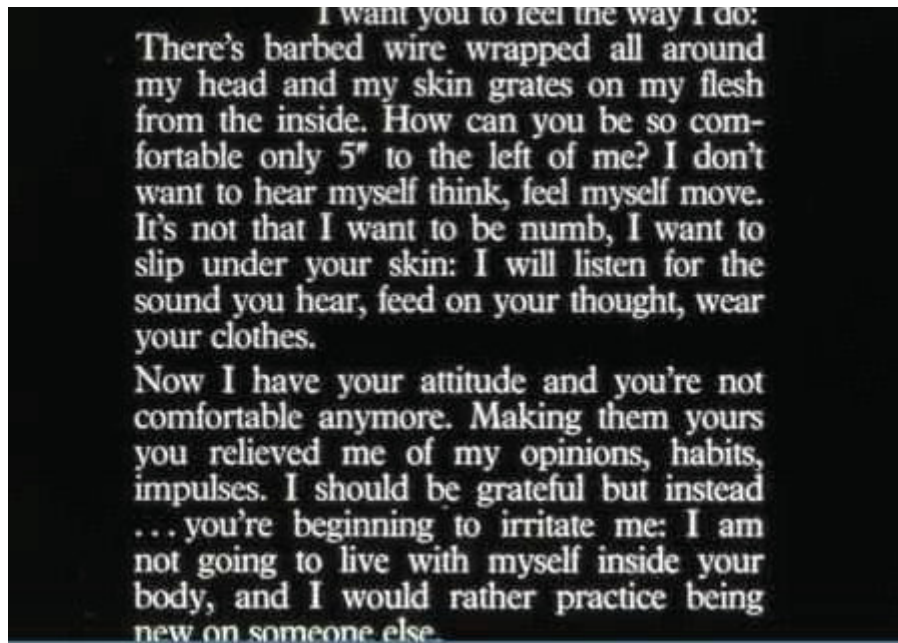 I want you to feel the way I do:
There's barbed wire wrapped all around
my head and my skin grates on my flesh
from the inside. How can you be so com-
fortable only 5" to the left of me? I don't
want to hear myself think, feel myself move.
It's not that I want to be numb, I want to
slip under your skin: I will listen for the
sound you hear, feed on your thought, wear
your clothes.
Now I have your attitude and you're not
comfortable anymore. Making them yours
you relieved me of my opinions, habits,
impulses. I should be grateful but instead
...you're beginning to irritate me: I am
not going to live with myself inside your
body, and I would rather practice being
new on someone else.